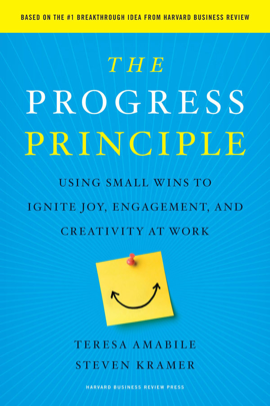 BASED ON THE #1 BREAKTHROUGH IDEA FROM HARVARD BUSINESS REVIEW
THE
PROGRESS
PRINCIPLE
USING SMALL WINS TO
IGNITE JOY, ENGAGEMENT, AND
CREATIVITY AT WORK
TERESA AMABILE
STEVEN KRAMER
HARVARD BUSINESS REVIEW PRESS